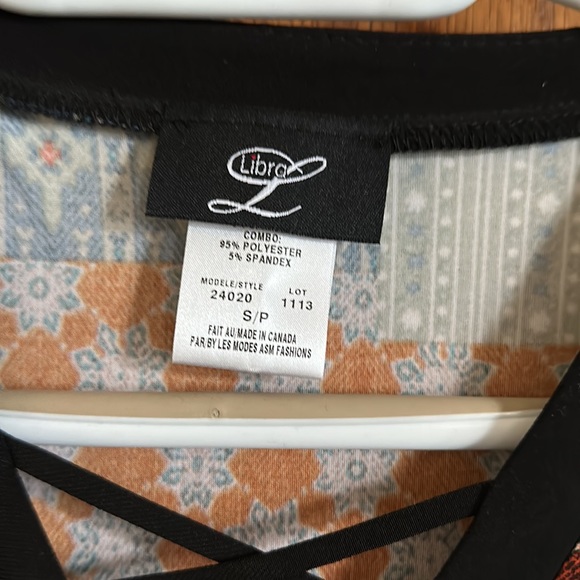 Libra
L
COMBO:
95% POLYESTER
5% SPANDEX
MODELE/STYLE LOT
24020 1113
S/P
FAIT AU/MADE IN CANADA
PAR/BY LES MODES ASM FASHIONS